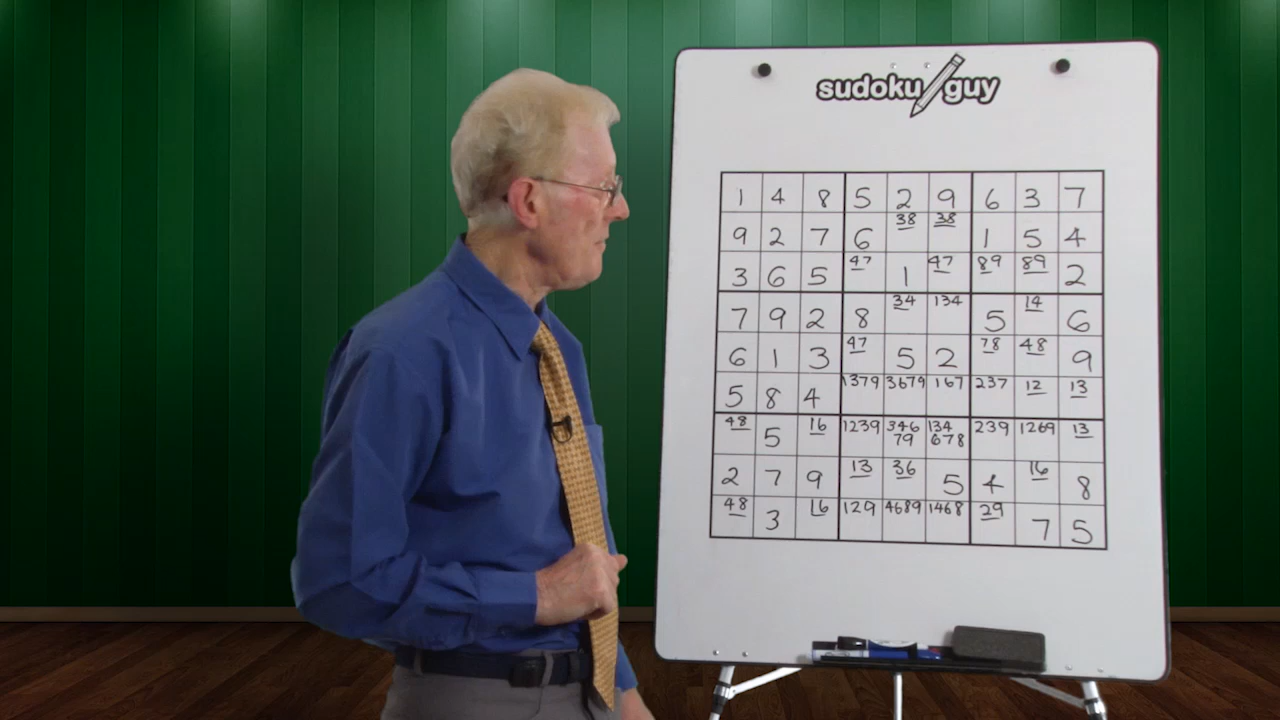 sudoku guy
1 4 8 5 2 9 6 3 7
9 2 7 6 38 38 1 5 4
3 6 5 47 1 47 89 89 2
7 9 2 8 34 134 5 14 6
6 1 3 47 5 2 78 48 9
5 8 4 1379 3679 167 237 12 13
48 5 16 1239 346 134 239 1269 13
79 678
2 7 9 13 36 5 4 16 8
48 3 16 129 4689 1468 29 7 5